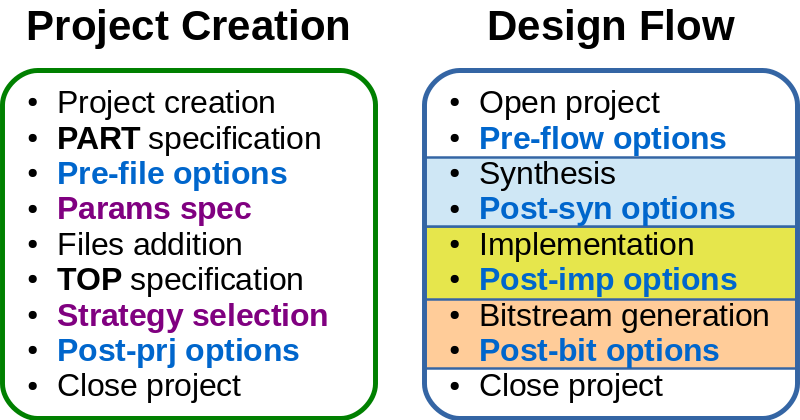 Project Creation
• Project creation
• PART specification
• Pre-file options
• Params spec
• Files addition
• TOP specification
• Strategy selection
• Post-prj options
• Close project
Design Flow
• Open project
• Pre-flow options
• Synthesis
• Post-syn options
• Implementation
• Post-imp options
• Bitstream generation
• Post-bit options
• Close project